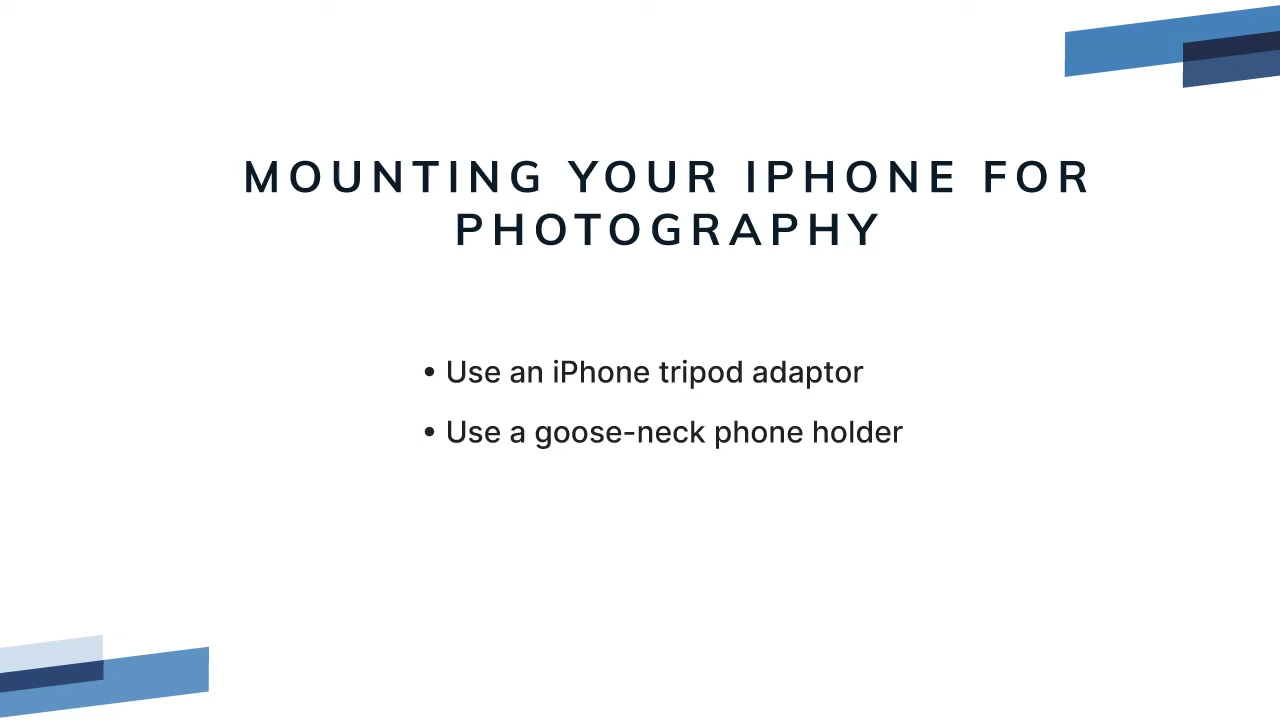 MOUNTING YOUR IPHONE FOR
PHOTOGRAPHY
• Use an iPhone tripod adaptor
• Use a goose-neck phone holder